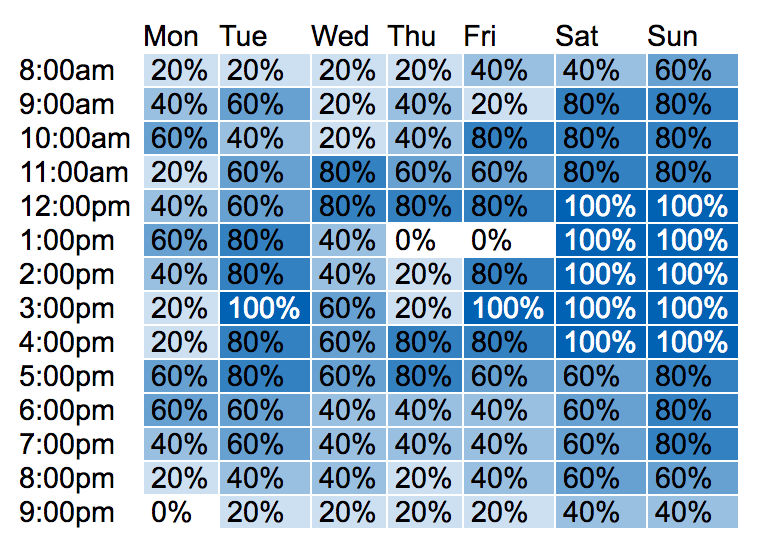 Mon Tue Wed Thu Fri Sat Sun
8:00am 20% 20% 20% 20% 40% 40% 60%
9:00am 40% 60% 20% 40% 20% 80% 80%
10:00am 60% 40% 20% 40% 80% 80% 80%
11:00am 20% 60% 80% 60% 60% 80% 80%
12:00pm 40% 60% 80% 80% 80% 100% 100%
1:00pm 60% 80% 40% 0% 0% 100% 100%
2:00pm 40% 80% 40% 20% 80% 100% 100%
3:00pm 20% 100% 60% 20% 100% 100% 100%
4:00pm 20% 80% 60% 80% 80% 100% 100%
5:00pm 60% 80% 60% 80% 60% 60% 80%
6:00pm 60% 60% 40% 40% 40% 60% 80%
7:00pm 40% 60% 40% 40% 40% 60% 80%
8:00pm 20% 40% 40% 20% 40% 60% 60%
9:00pm 0% 20% 20% 20% 20% 40% 40%